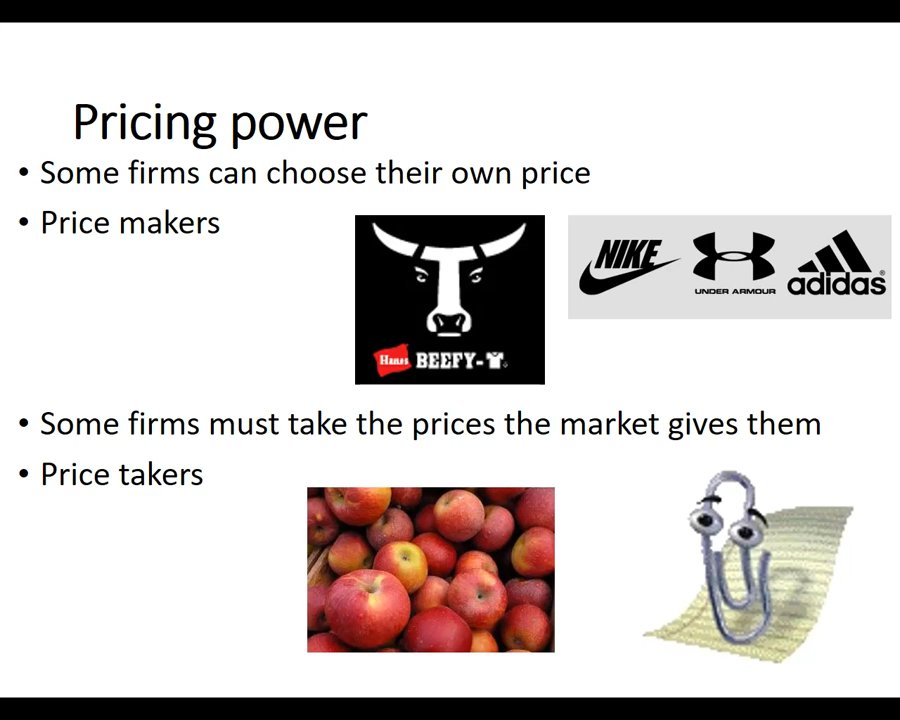 Pricing power
• Some firms can choose their own price
• Price makers
Hanes BEEFY-T
NIKE
UNDER ARMOUR
adidas®
• Some firms must take the prices the market gives them
• Price takers